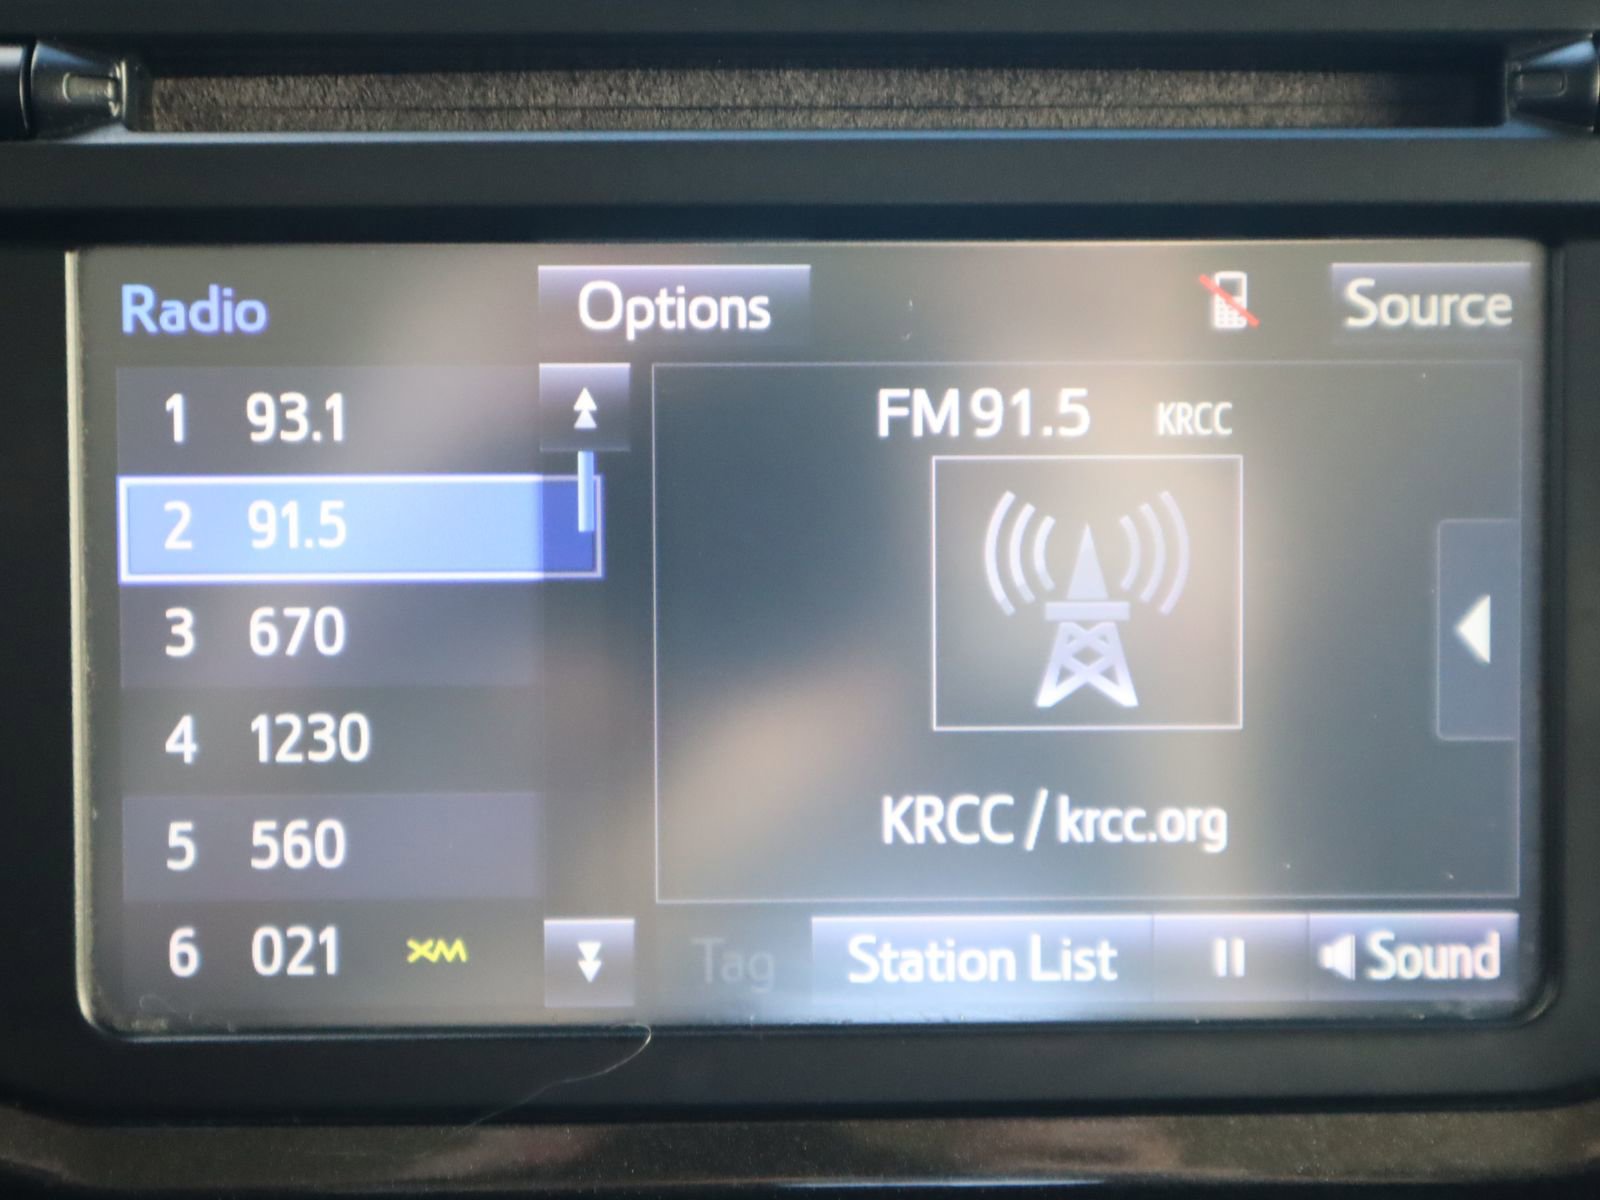 Radio Options Source
1 93.1
2 91.5
3 670
4 1230
5 560
6 021 XM
FM 91.5 KRCC
KRCC / krcc.org
Tag Station List Sound